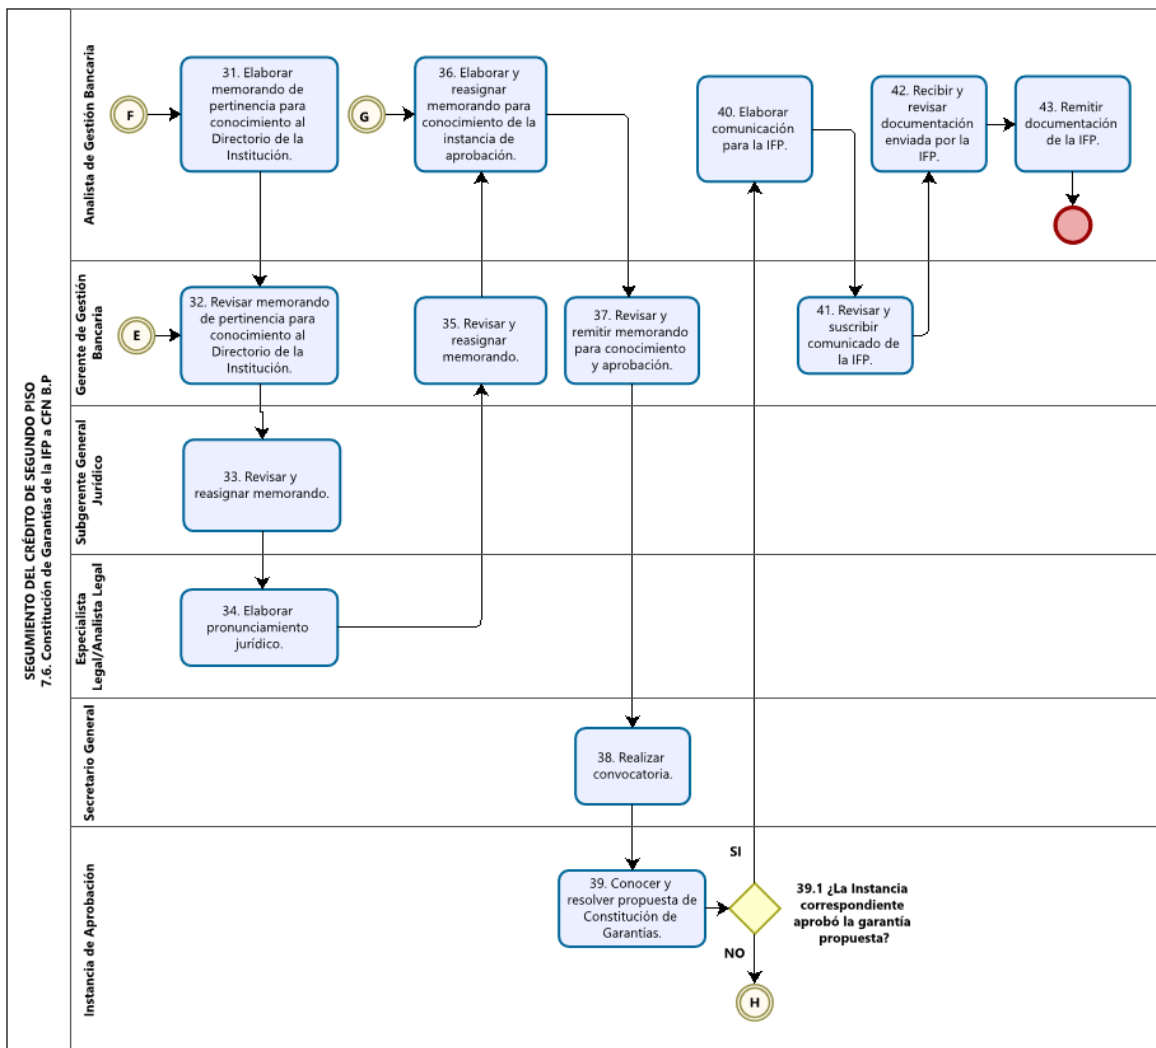 SEGUMIENTO DEL CRÉDITO DE SEGUNDO PISO
7.6. Constitución de Garantías de la IFP a CFN B.P
Analista de Gestión Bancaria
F
31. Elaborar
memorando de
pertinencia para
conocimiento al
Directorio de la
Institución.
G
36. Elaborar y
reasignar
memorando para
conocimiento de la
instancia de
aprobación.
40. Elaborar
comunicación
para la IFP.
42. Recibir y
revisar
documentación
enviada por la
IFP.
43. Remitir
documentación
de la IFP.
Gerente de Gestión
Bancaria
E
32. Revisar memorando
de pertinencia para
conocimiento al
Directorio de la
Institución.
35. Revisar y
reasignar
memorando.
37. Revisar y
remitir memorando
para conocimiento
y aprobación.
41. Revisar y
suscribir
comunicado de
la IFP.
Subgerente General
Jurídico
33. Revisar y
reasignar memorando.
Especialista
Legal/Analista Legal
34. Elaborar
pronunciamiento
jurídico.
Secretario General
38. Realizar
convocatoria.
Instancia de Aprobación
39. Conocer y
resolver propuesta de
Constitución de
Garantías.
SI
NO
39.1 ¿La Instancia
correspondiente
aprobó la garantía
propuesta?
H